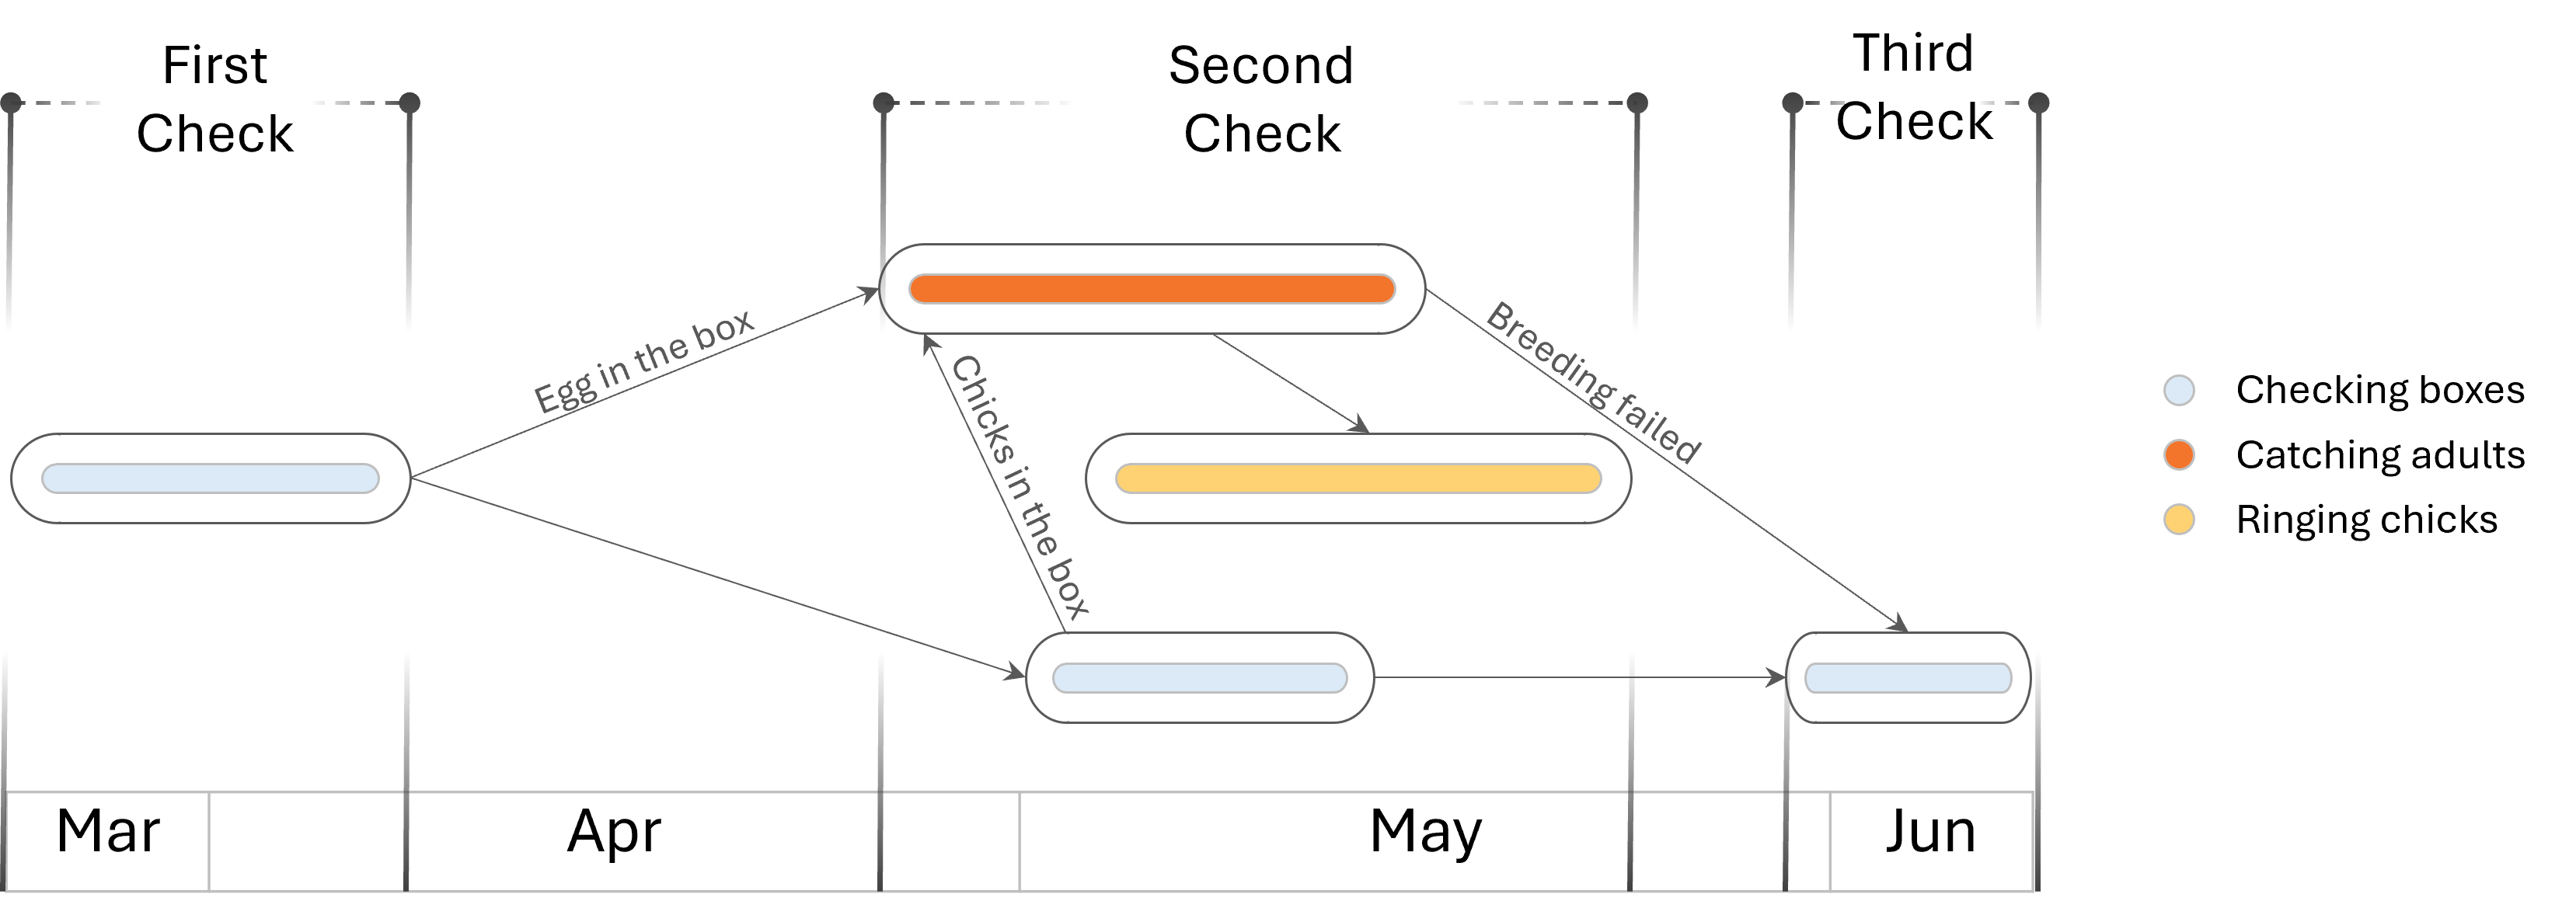 First
Check
Second
Check
Third
Check
Egg in the box
Chicks in the box
Breeding failed
Checking boxes
Catching adults
Ringing chicks
Mar
Apr
May
Jun